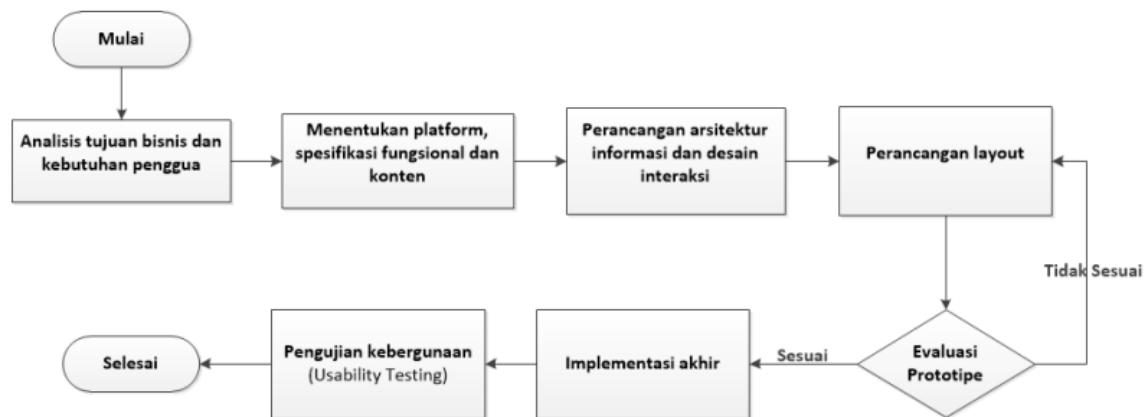 Mulai
Analisis tujuan bisnis dan
kebutuhan penggua
Menentukan platform,
spesifikasi fungsional dan
konten
Perancangan arsitektur
informasi dan desain
interaksi
Perancangan layout
Tidak Sesuai
Evaluasi
Prototipe
Sesuai
Implementasi akhir
Pengujian kebergunaan
(Usability Testing)
Selesai